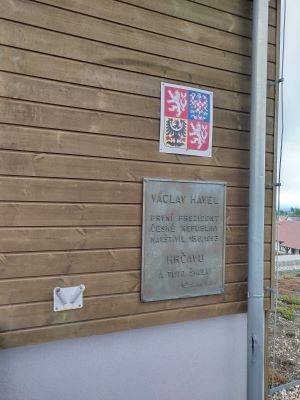 VÁCLAV HAVEL
PRVNÍ PREZIDENT
ČESKÉ REPUBLIKY
NAVŠTÍVIL
HRČAVU
A TUTO ŠKOLU